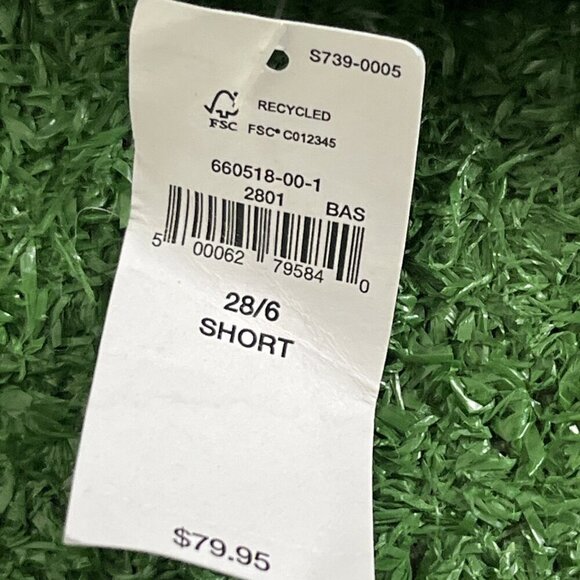 S739-0005
RECYCLED
FSC FSC® C012345
660518-00-1
2801 BAS
5 00062 79584 0
28/6
SHORT
$79.95